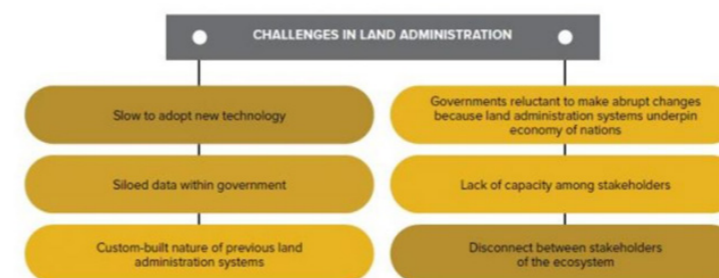 CHALLENGES IN LAND ADMINISTRATION
Slow to adopt new technology
Siloed data within government
Custom-built nature of previous land
administration systems
Governments reluctant to make abrupt changes
because land administration systems underpin
economy of nations
Lack of capacity among stakeholders
Disconnect between stakeholders
of the ecosystem